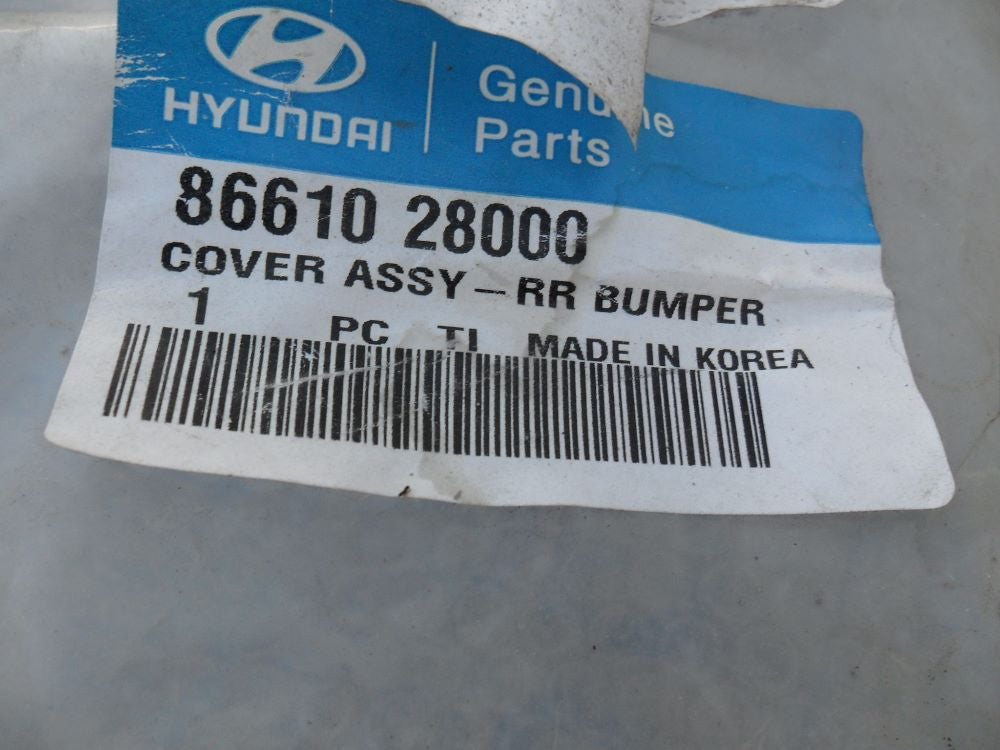 HYUNDAI
Genuine
Parts
86610 28000
COVER ASSY-RR BUMPER
1 PC TI MADE IN KOREA